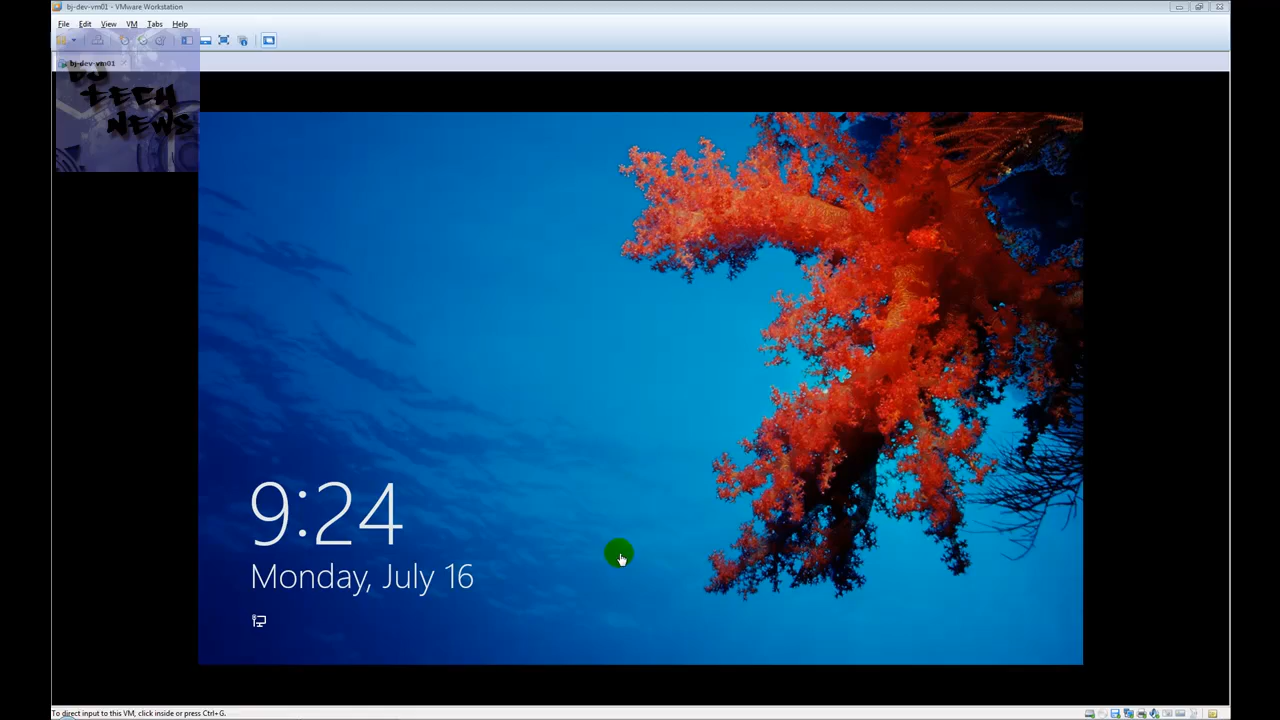 bj-dev-vm01 - VMware Workstation
File Edit View VM Tabs Help
bj-dev-vm01
BJ
TECH
NEWS
9:24
Monday, July 16
To direct input to this VM, click inside or press Ctrl+G.